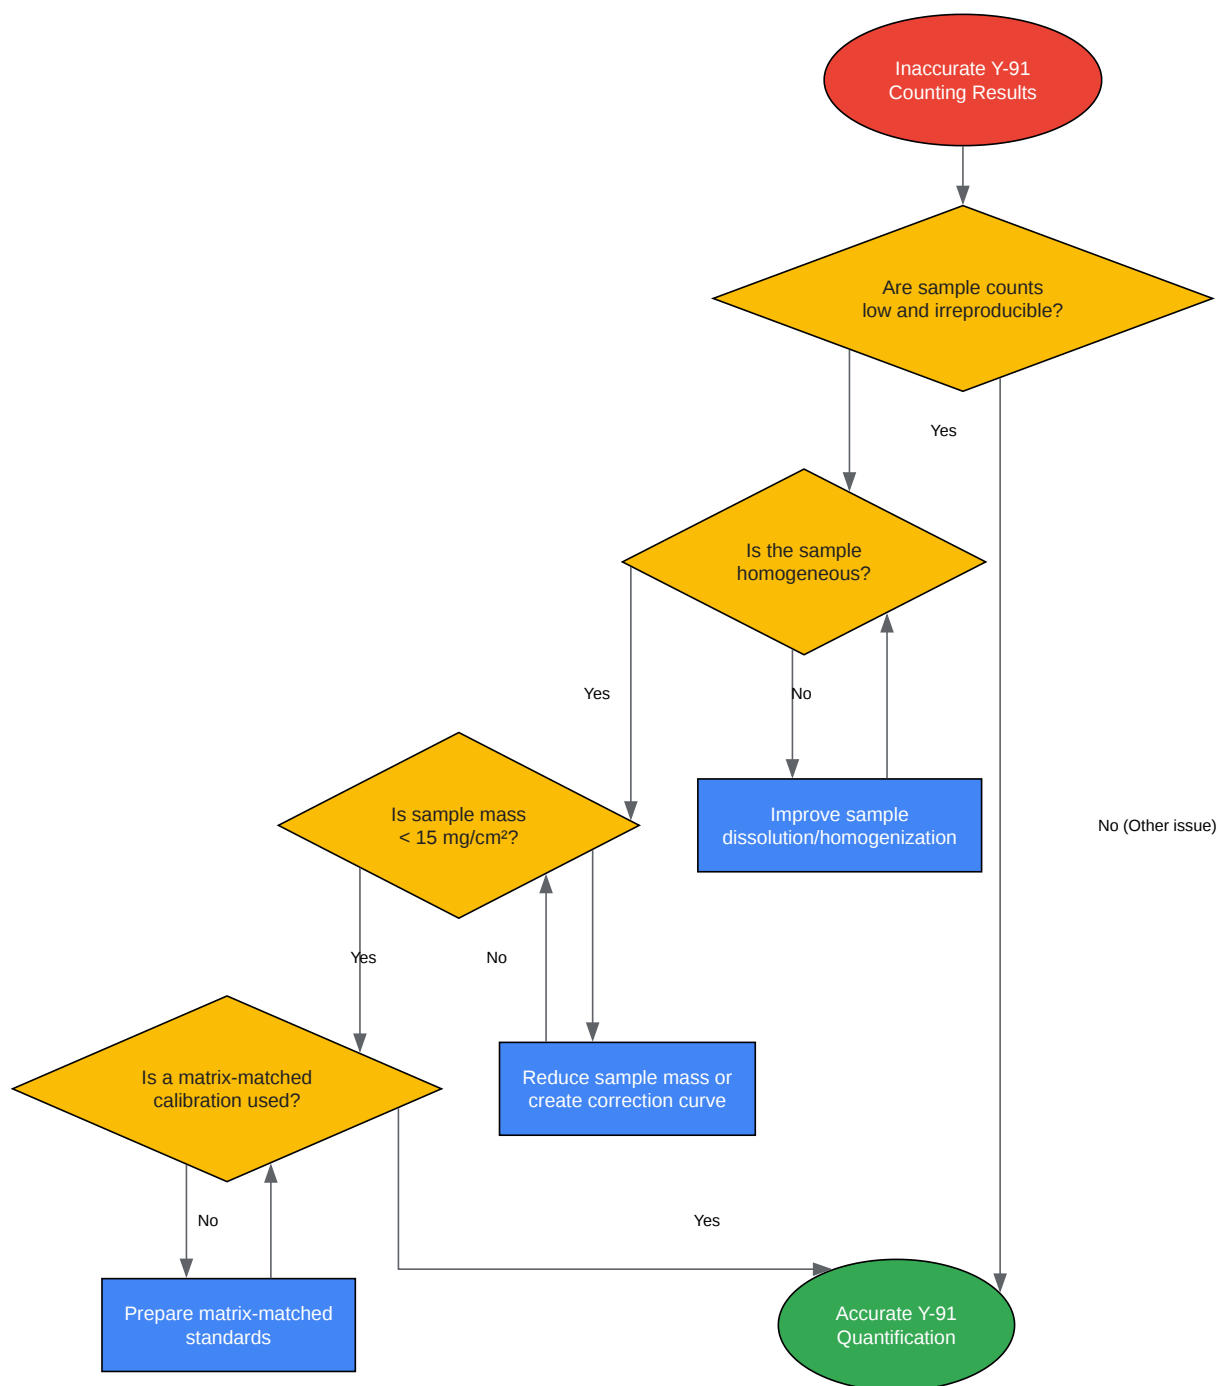 Inaccurate Y-91
Counting Results
Are sample counts
low and irreproducible?
Yes
Is the sample
homogeneous?
Yes
No
Is sample mass
< 15 mg/cm²?
Improve sample
dissolution/homogenization
No (Other issue)
Yes
No
Is a matrix-matched
calibration used?
Reduce sample mass or
create correction curve
No
Yes
Prepare matrix-matched
standards
Accurate Y-91
Quantification